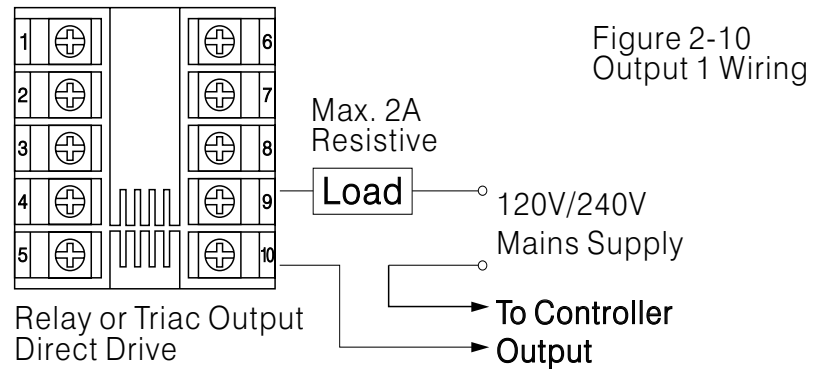 Figure 2-10
Output 1 Wiring
1
6
2
7
Max. 2A
Resistive
3
8
4
9
Load
120V/240V
Mains Supply
5
10
To Controller
Output
Relay or Triac Output
Direct Drive